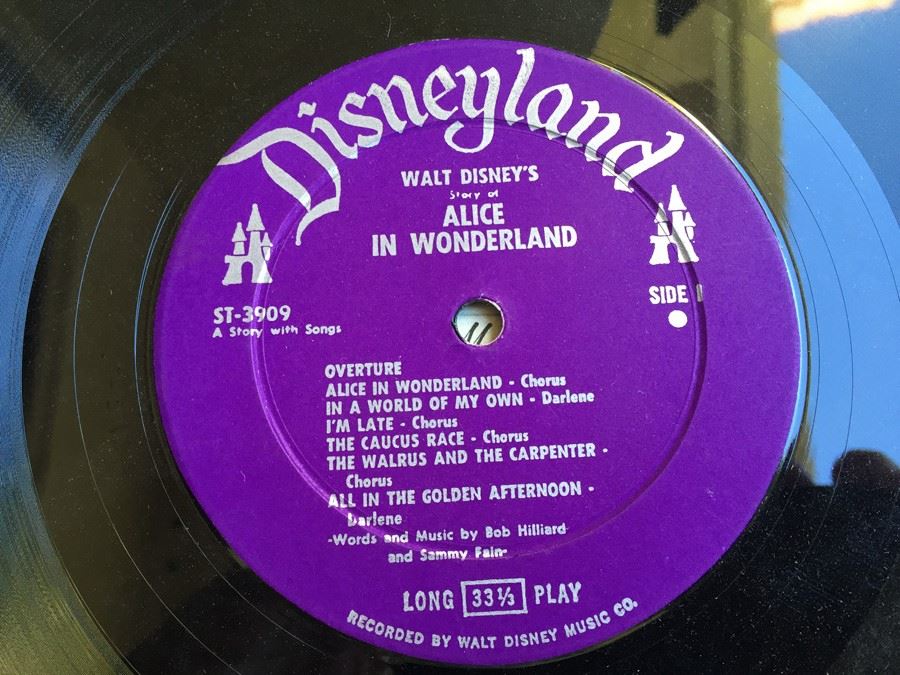 Disneyland
WALT DISNEY'S
Story of
ALICE
IN WONDERLAND
ST-3909
A Story with Songs
SIDE 1
OVERTURE
ALICE IN WONDERLAND - Chorus
IN A WORLD OF MY OWN - Darlene
I'M LATE - Chorus
THE CAUCUS RACE - Chorus
THE WALRUS AND THE CARPENTER -
Chorus
ALL IN THE GOLDEN AFTERNOON -
Darlene
-Words and Music by Bob Hilliard
and Sammy Fain-
LONG 33⅓ PLAY
RECORDED BY WALT DISNEY MUSIC CO.